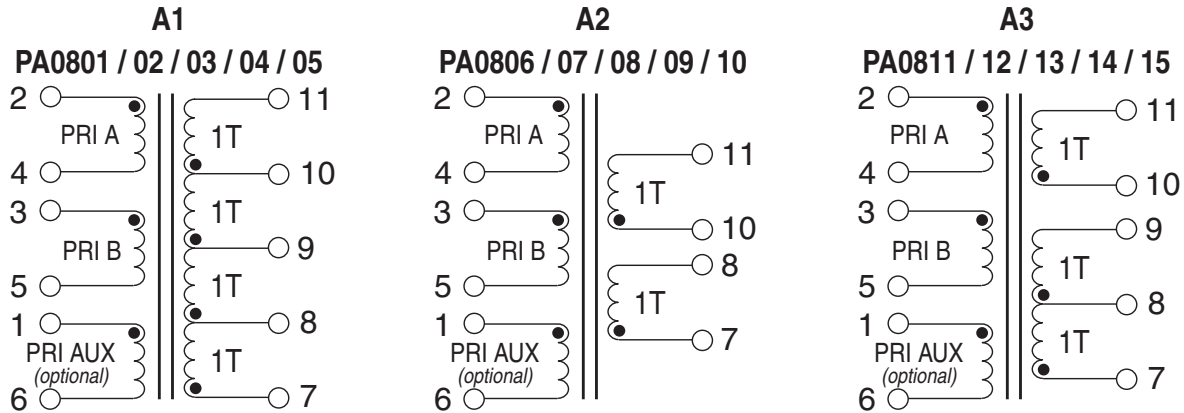 A1
PA0801 / 02 / 03 / 04 / 05
2
PRI A
4
3
PRI B
5
1
PRI AUX
(optional)
6
11
1T
10
1T
9
1T
8
1T
7
A2
PA0806 / 07 / 08 / 09 / 10
2
PRI A
4
3
PRI B
5
1
PRI AUX
(optional)
6
11
1T
10
8
1T
7
A3
PA0811 / 12 / 13 / 14 / 15
2
PRI A
4
3
PRI B
5
1
PRI AUX
(optional)
6
11
1T
10
9
1T
8
1T
7